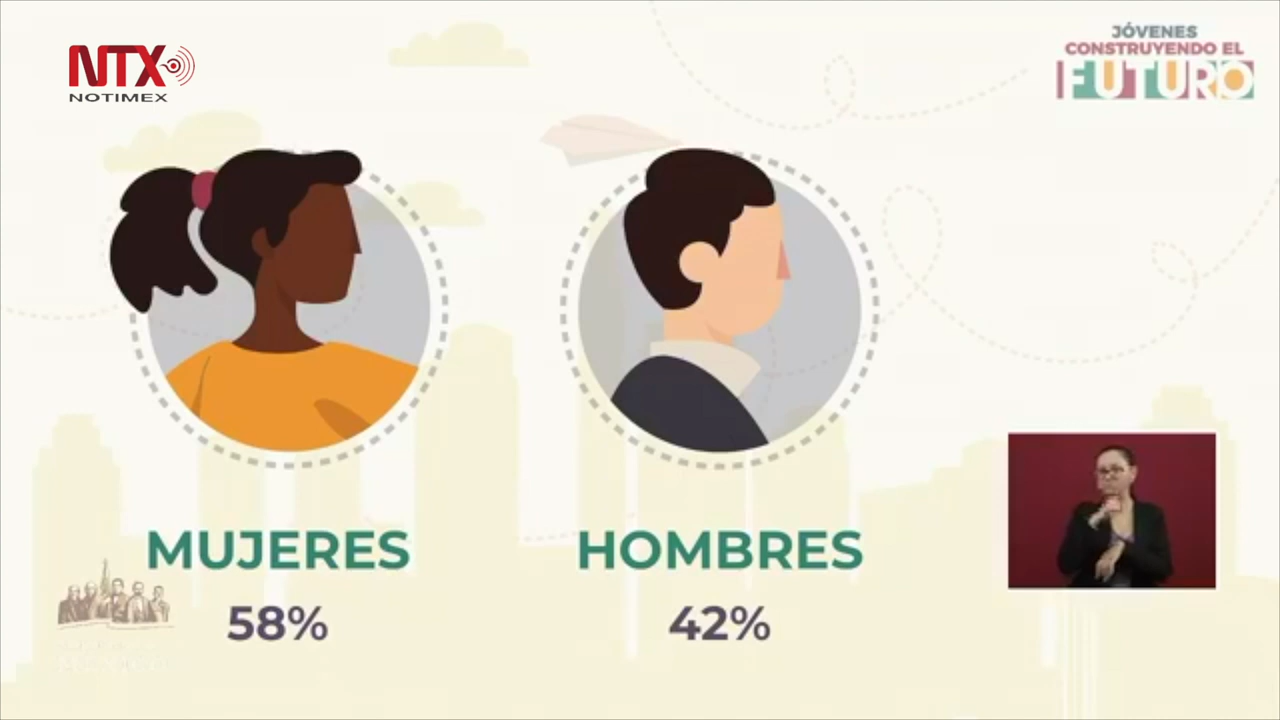 NTX
NOTIMEX
JÓVENES
CONSTRUYENDO EL
FUTURO
MUJERES
58%
HOMBRES
42%